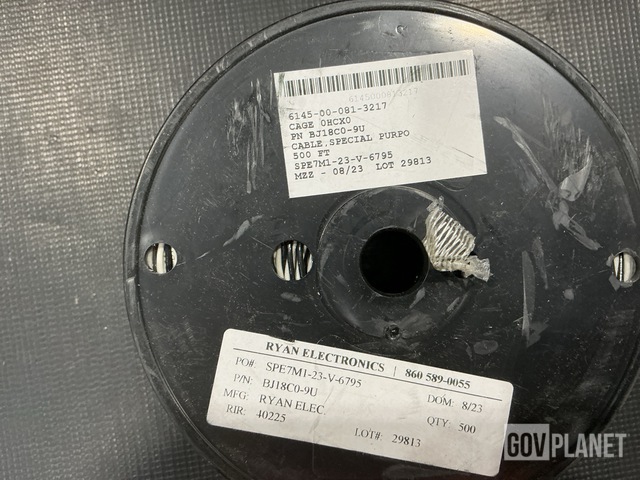 6145000813217
6145-00-081-3217
CAGE 0HCX0
PN BJ18C0-9U
CABLE,SPECIAL PURPO
500 FT
SPE7M1-23-V-6795
MZZ - 08/23 LOT 29813
RYAN ELECTRONICS | 860 589-0055
PO#: SPE7M1-23-V-6795
P/N: BJ18C0-9U DOM: 8/23
MFG: RYAN ELEC. QTY: 500
RIR: 40225 LOT#: 29813
GOVPLANET